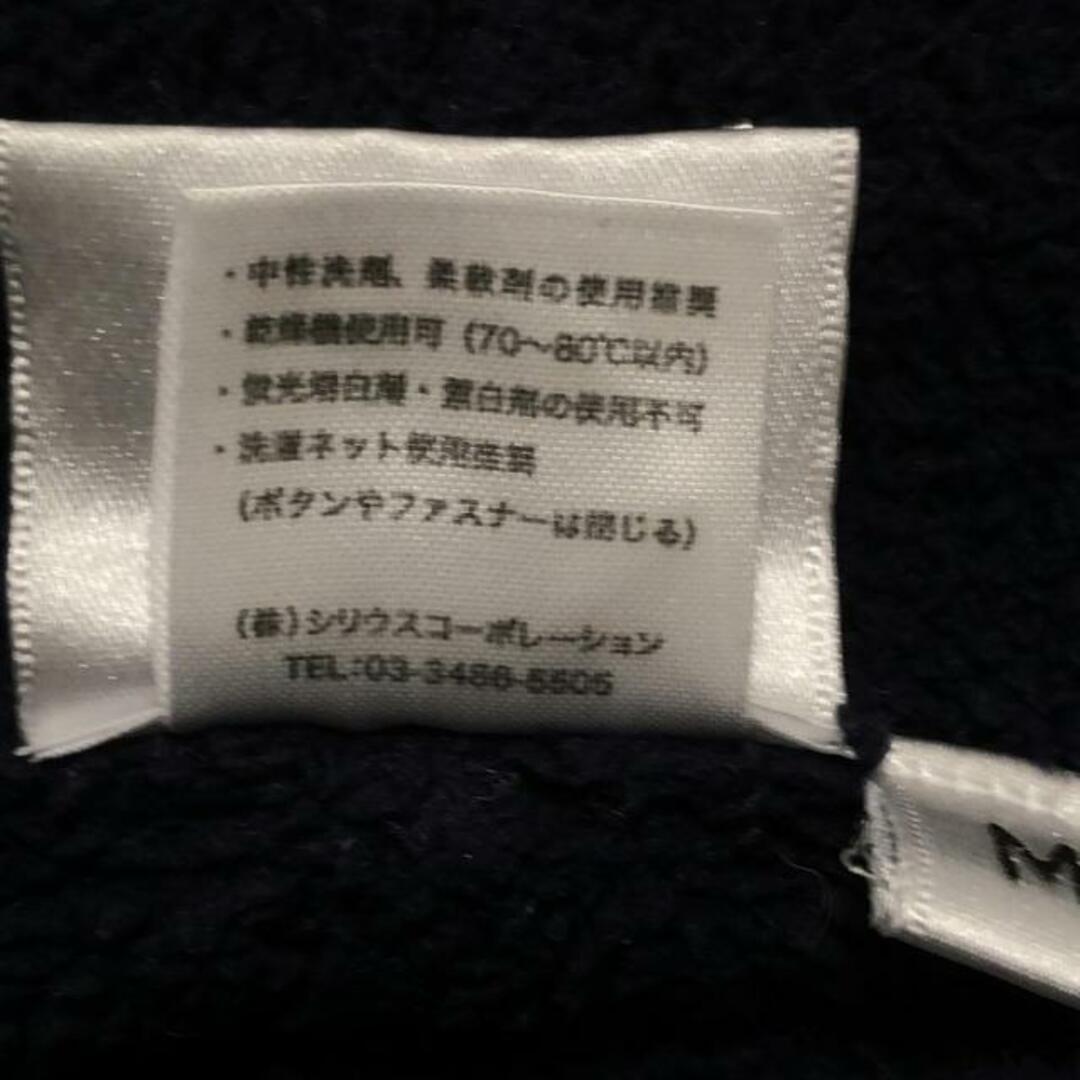 ・中性洗剤、柔軟剤の使用推奨
・乾燥機使用可 (70～80℃以内)
・蛍光増白剤・漂白剤の使用不可
・洗濯ネット使用推奨
(ボタンやファスナーは閉じる)
(株)シリウスコーポレーション
TEL:03-3486-5505
M